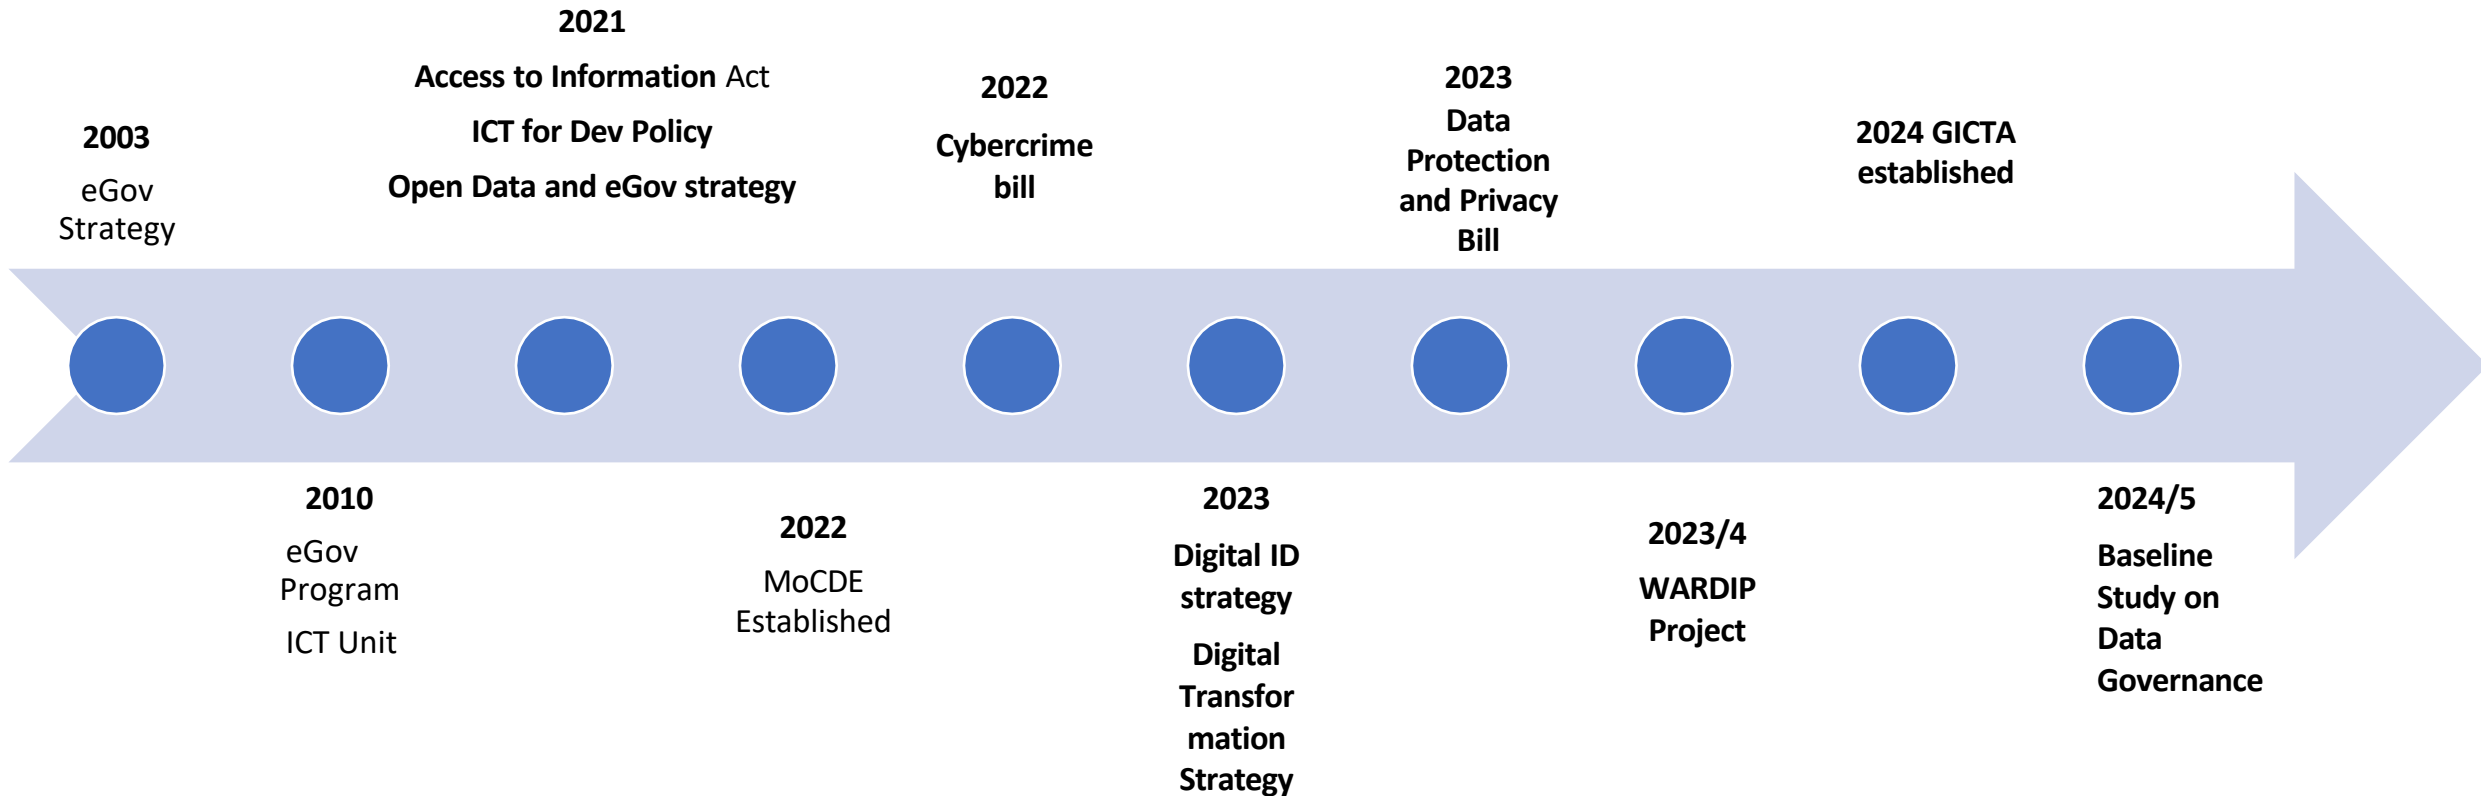 2003
eGov
Strategy
2010
eGov
Program
ICT Unit
2021
Access to Information Act
ICT for Dev Policy
Open Data and eGov strategy
2022
MoCDE
Established
2022
Cybercrime
bill
2023
Digital ID
strategy
Digital
Transfor
mation
Strategy
2023
Data
Protection
and Privacy
Bill
2023/4
WARDIP
Project
2024 GICTA
established
2024/5
Baseline
Study on
Data
Governance